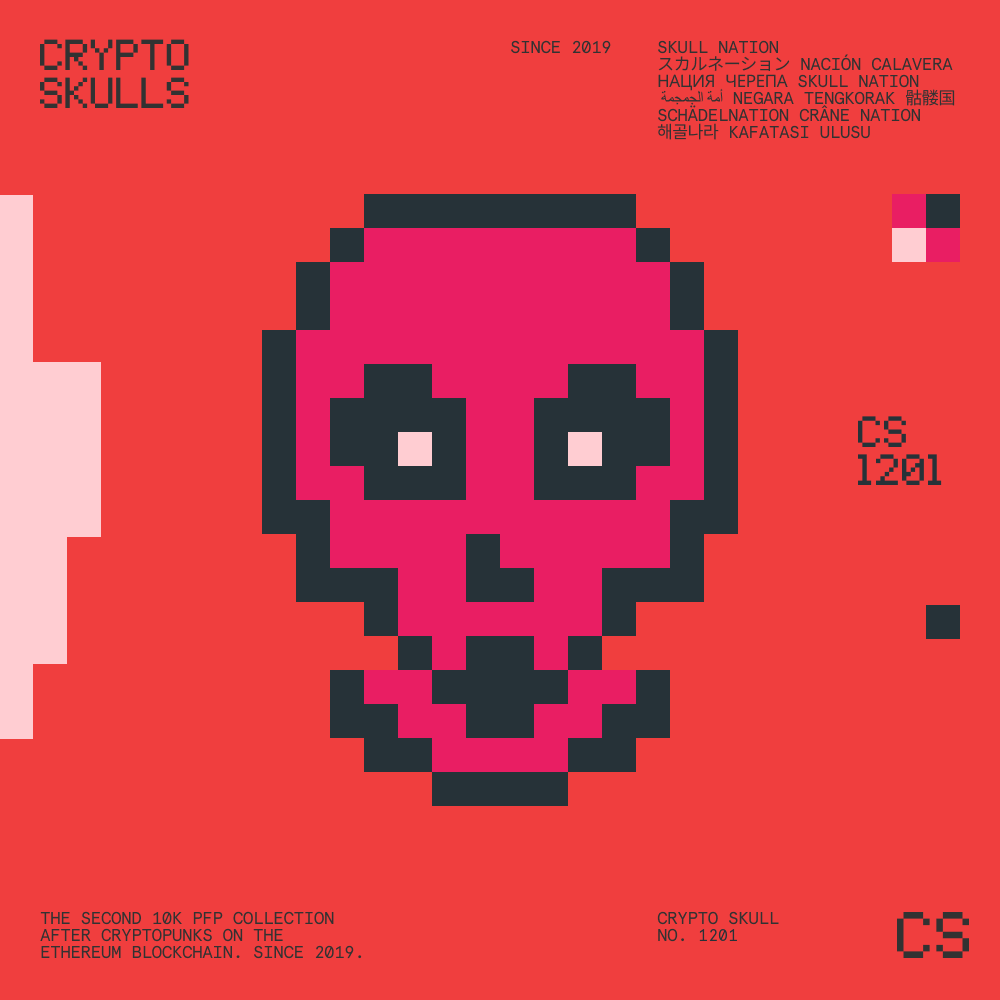 CRYPTO
SKULLS
SINCE 2019
SKULL NATION
スカルネーション NACIÓN CALAVERA
НАЦИЯ ЧЕРЕПА SKULL NATION
أمة الجمجمة NEGARA TENGKORAK 骷髅国
SCHÄDELNATION CRÂNE NATION
해골나라 KAFATASI ULUSU
CS
1201
THE SECOND 10K PFP COLLECTION
AFTER CRYPTOPUNKS ON THE
ETHEREUM BLOCKCHAIN. SINCE 2019.
CRYPTO SKULL
NO. 1201
CS